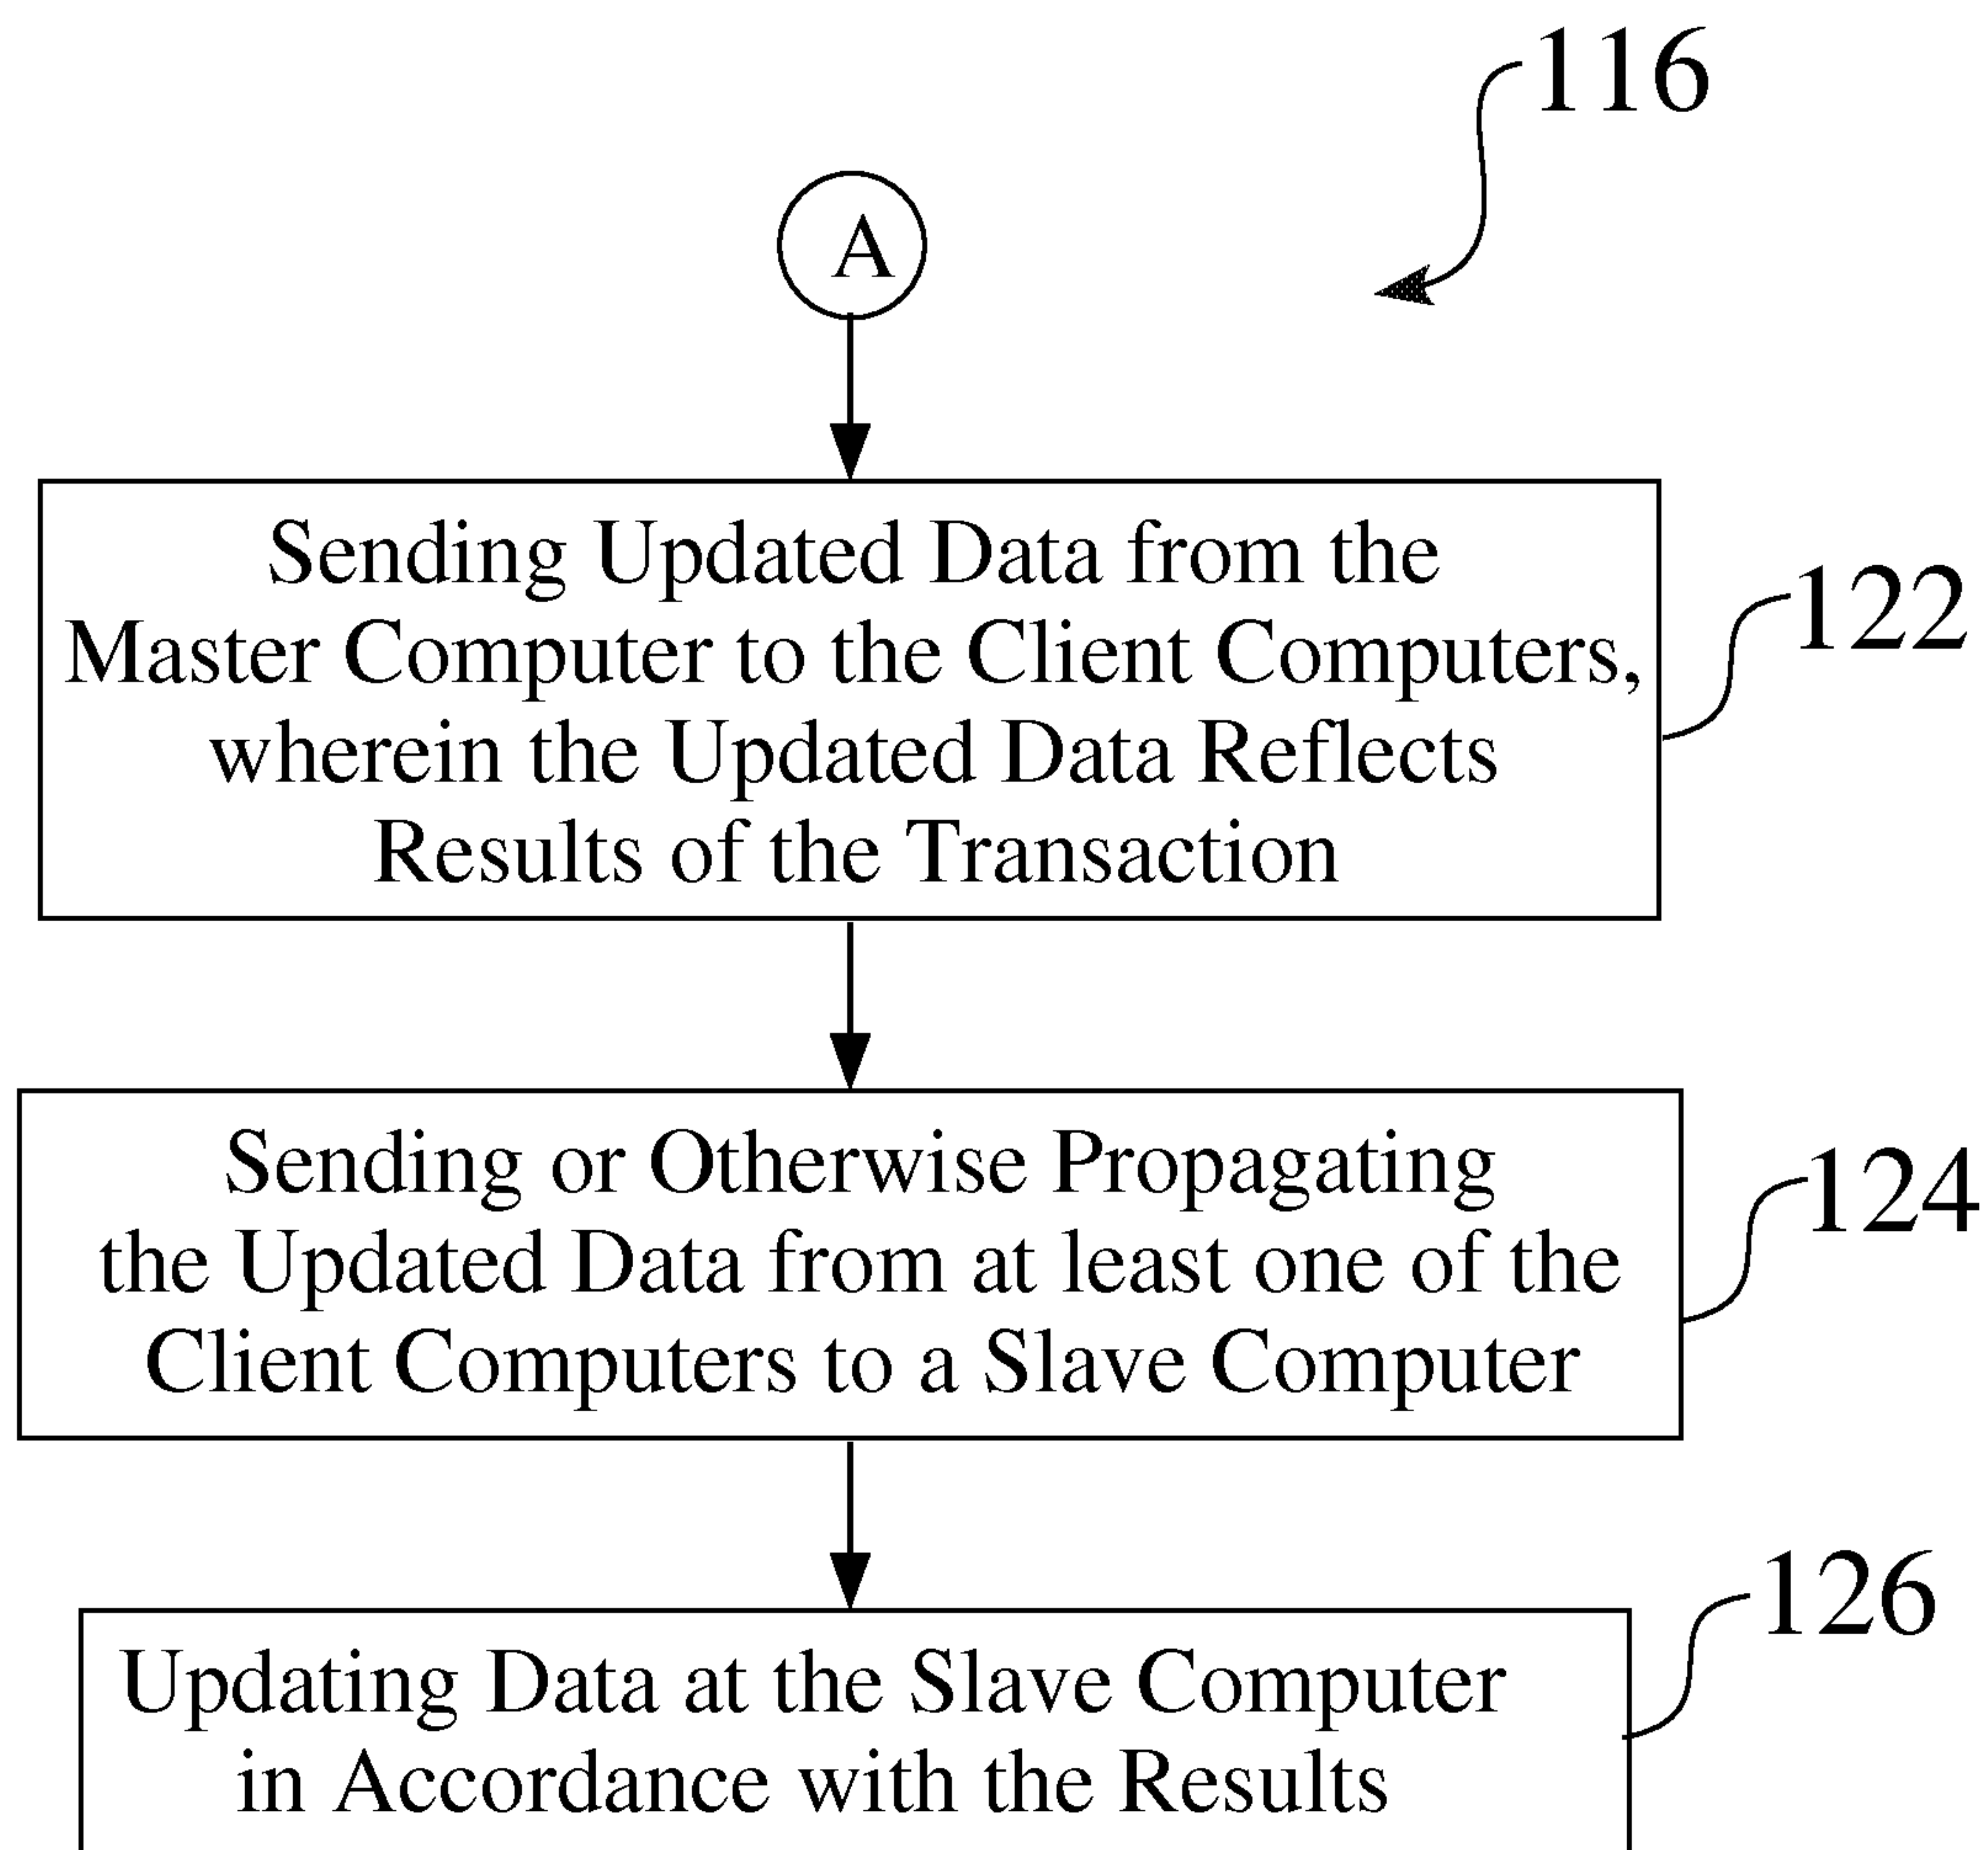 116
A
Sending Updated Data from the
Master Computer to the Client Computers,
wherein the Updated Data Reflects
Results of the Transaction
122
Sending or Otherwise Propagating
the Updated Data from at least one of the
Client Computers to a Slave Computer
124
Updating Data at the Slave Computer
in Accordance with the Results
126